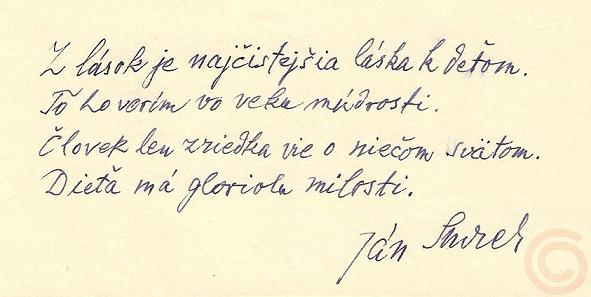 Z lások je najčistejšia láska k deťom.
To hovorím vo veku múdrosti.
Človek len zriedka vie o niečom svätom.
Dieťa má gloriolu milosti.
Ján Smrek
©